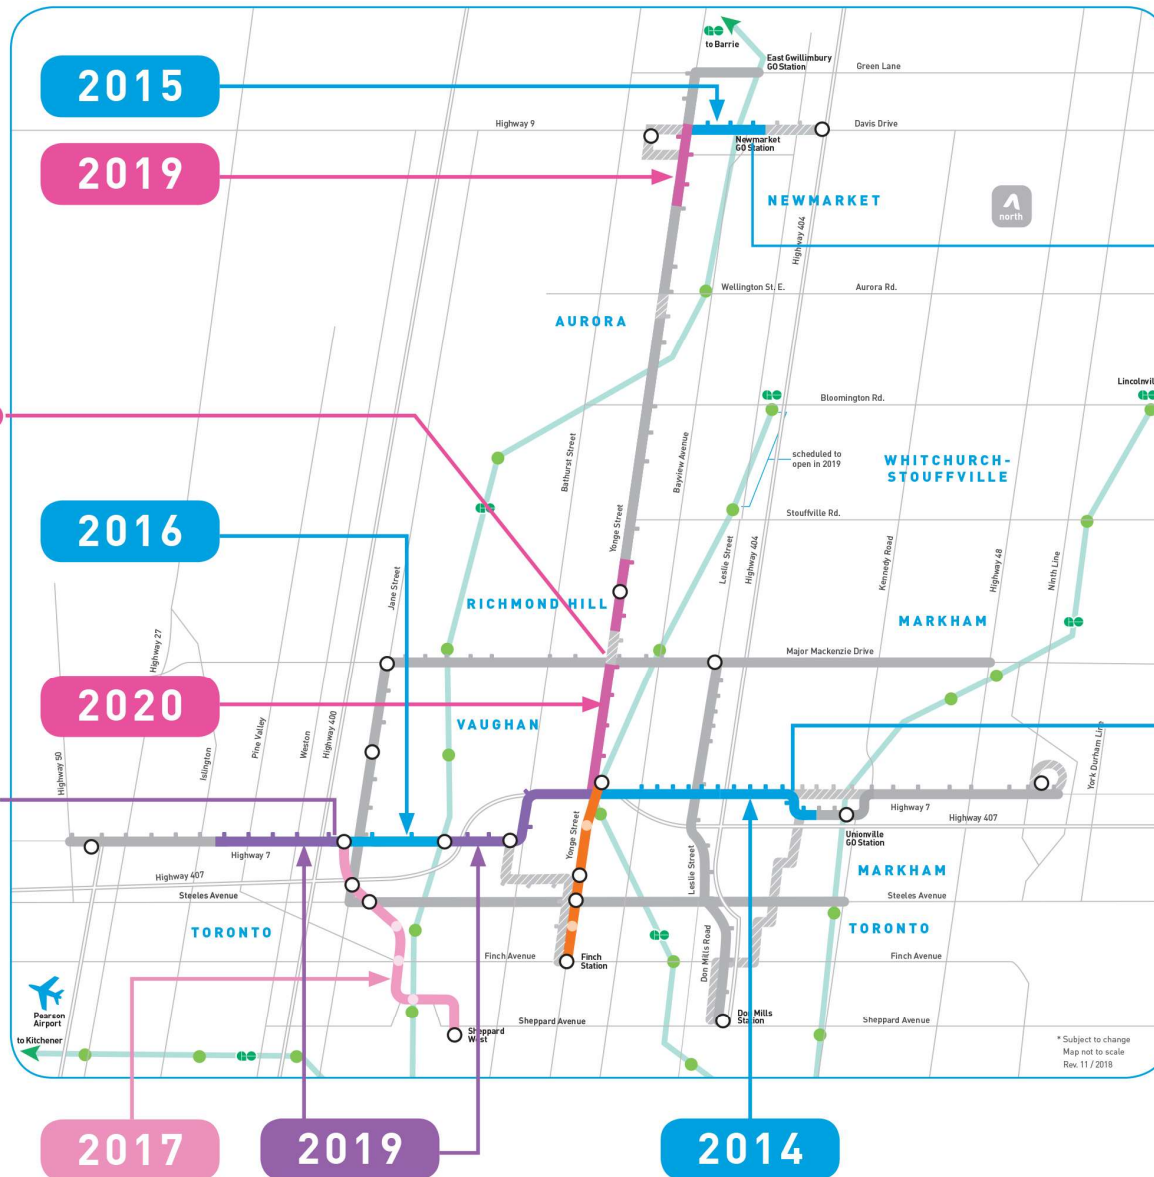 to Barrie
East Gwillimbury
GO Station
Green Lane
2015
Highway 9
Davis Drive
Newmarket
GO Station
2019
NEWMARKET
north
Highway 404
Wellington St. E.
Aurora Rd.
AURORA
Lincolnvil
Bloomington Rd.
Bathurst Street
Bayview Avenue
scheduled to
open in 2019
WHITCHURCH-
STOUFFVILLE
2016
Yonge Street
Stouffville Rd.
Leslie Street
Highway 404
Kennedy Road
Highway 48
Ninth Line
Jane Street
RICHMOND HILL
MARKHAM
Highway 27
Major Mackenzie Drive
2020
VAUGHAN
Highway 50
Islington
Pine Valley
Weston
Highway 400
York Durham Line
Highway 7
Highway 407
Yonge Street
Unionville
GO Station
Highway 7
Leslie Street
MARKHAM
Highway 407
Steeles Avenue
Steeles Avenue
TORONTO
TORONTO
Finch Avenue
Finch
Station
Don Mills Road
Finch Avenue
Pearson
Airport
Don Mills
Station
Sheppard Avenue
Sheppard Avenue
Sheppard
West
to Kitchener
* Subject to change
Map not to scale
Rev. 11 / 2018
2017
2019
2014